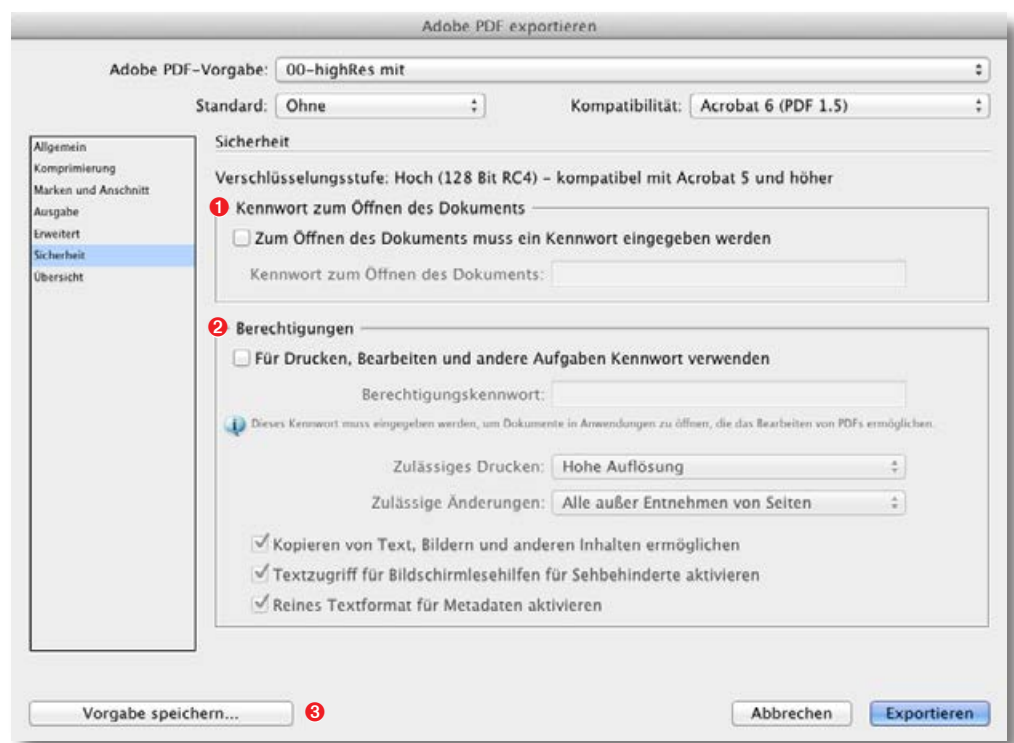 Adobe PDF exportieren
Adobe PDF-Vorgabe: 00-highRes mit
Standard: Ohne Kompatibilität: Acrobat 6 (PDF 1.5)
Allgemein
Komprimierung
Marken und Anschnitt
Ausgabe
Erweitert
Sicherheit
Übersicht
Sicherheit
Verschlüsselungsstufe: Hoch (128 Bit RC4) – kompatibel mit Acrobat 5 und höher
1 Kennwort zum Öffnen des Dokuments
Zum Öffnen des Dokuments muss ein Kennwort eingegeben werden
Kennwort zum Öffnen des Dokuments:
2 Berechtigungen
Für Drucken, Bearbeiten und andere Aufgaben Kennwort verwenden
Berechtigungskennwort:
Dieses Kennwort muss eingegeben werden, um Dokumente in Anwendungen zu öffnen, die das Bearbeiten von PDFs ermöglichen.
Zulässiges Drucken: Hohe Auflösung
Zulässige Änderungen: Alle außer Entnehmen von Seiten
Kopieren von Text, Bildern und anderen Inhalten ermöglichen
Textzugriff für Bildschirmlesehilfen für Sehbehinderte aktivieren
Reines Textformat für Metadaten aktivieren
Vorgabe speichern... 3 Abbrechen Exportieren